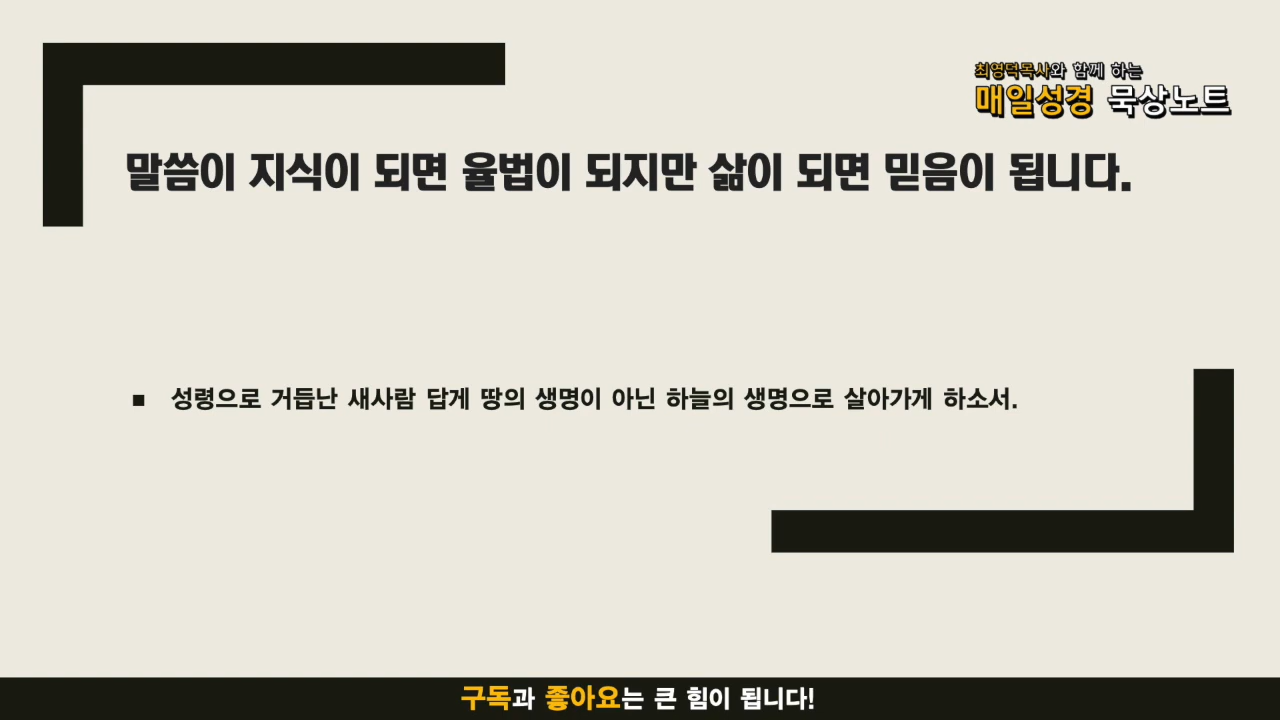 최영덕목사와 함께 하는
매일성경 묵상노트
말씀이 지식이 되면 율법이 되지만 삶이 되면 믿음이 됩니다.
■ 성령으로 거듭난 새사람 답게 땅의 생명이 아닌 하늘의 생명으로 살아가게 하소서.
구독과 좋아요는 큰 힘이 됩니다!